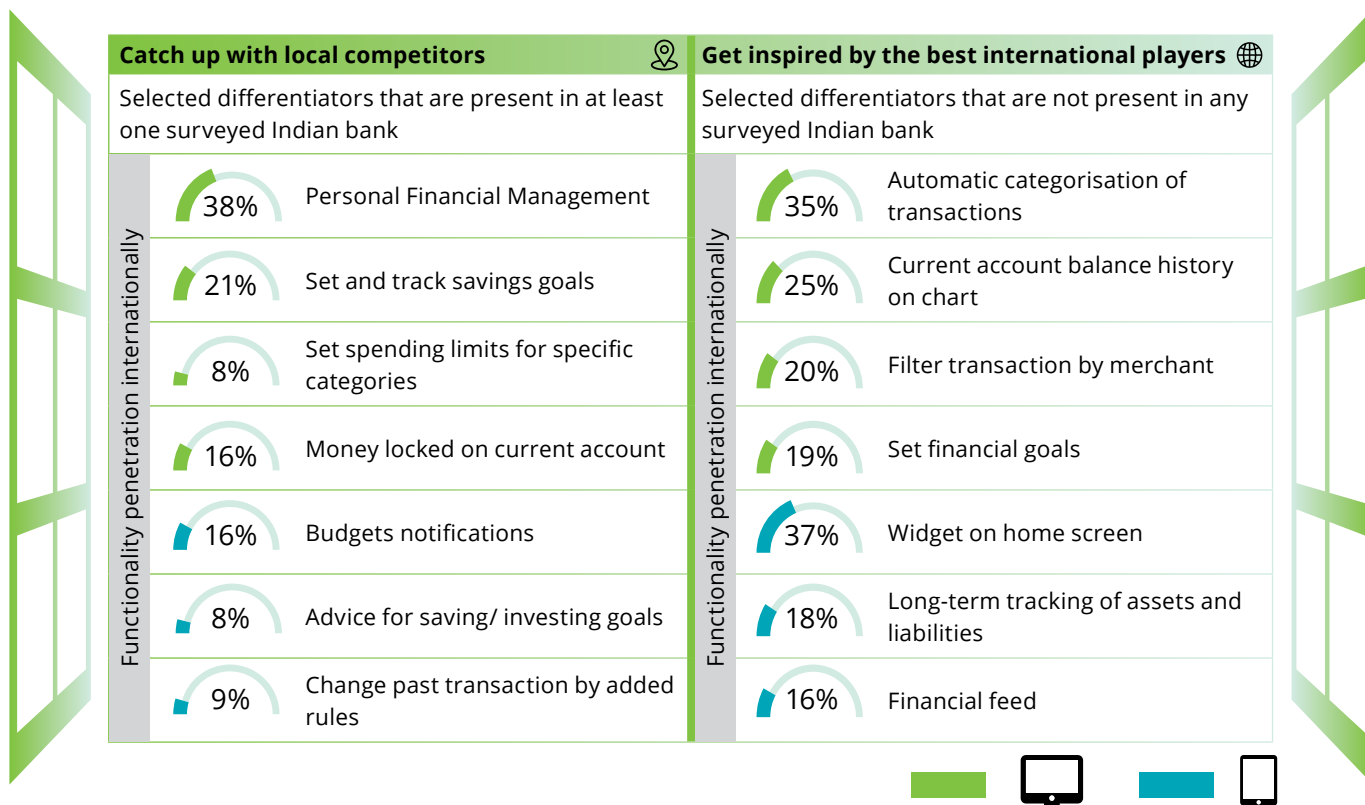 Catch up with local competitors
Selected differentiators that are present in at least
one surveyed Indian bank
Functionality penetration internationally
38%
Personal Financial Management
21%
Set and track savings goals
8%
Set spending limits for specific
categories
16%
Money locked on current account
16%
Budgets notifications
8%
Advice for saving/ investing goals
9%
Change past transaction by added
rules
Get inspired by the best international players
Selected differentiators that are not present in any
surveyed Indian bank
Functionality penetration internationally
35%
Automatic categorisation of
transactions
25%
Current account balance history
on chart
20%
Filter transaction by merchant
19%
Set financial goals
37%
Widget on home screen
18%
Long-term tracking of assets and
liabilities
16%
Financial feed